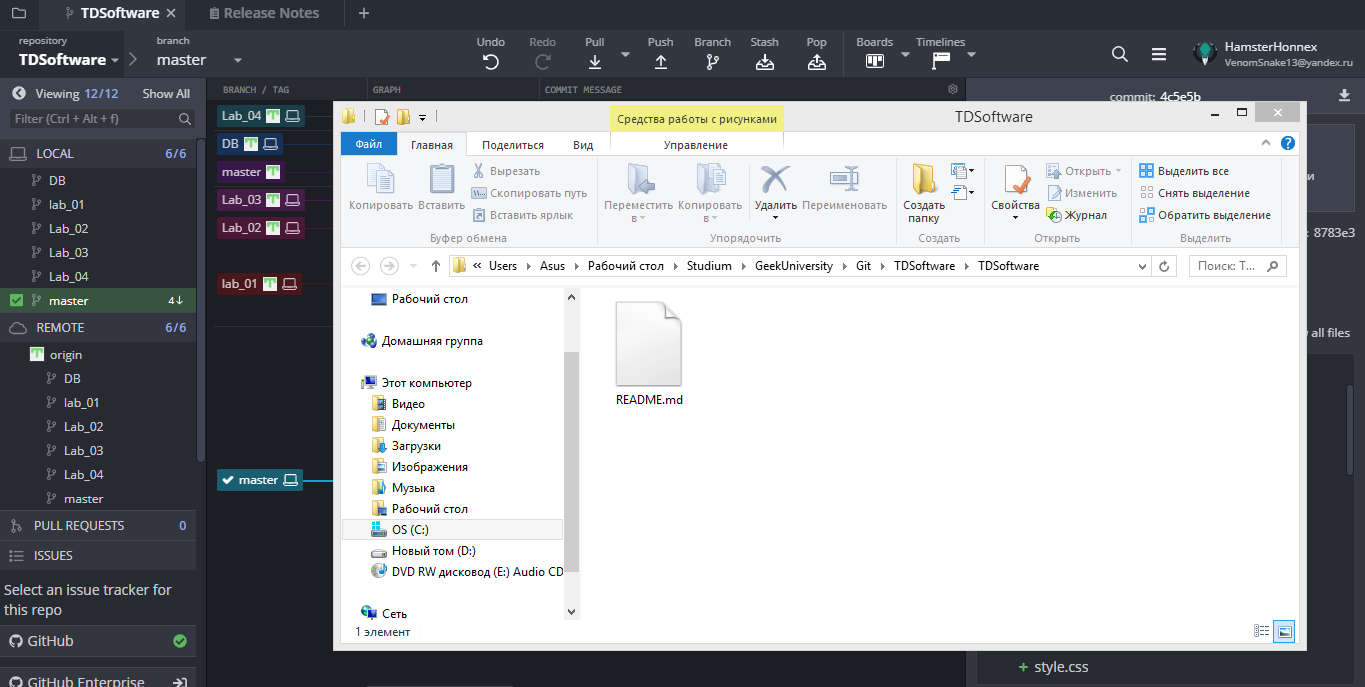 TDSoftware
Release Notes
repository
TDSoftware
branch
master
Undo
Redo
Pull
Push
Branch
Stash
Pop
Boards
Timelines
HamsterHonnex
VenomSnake13@yandex.ru
Viewing 12/12
Show All
Filter (Ctrl + Alt + f)
LOCAL 6/6
DB
lab_01
Lab_02
Lab_03
Lab_04
master 4↓
REMOTE 6/6
origin
DB
lab_01
Lab_02
Lab_03
Lab_04
master
PULL REQUESTS 0
ISSUES
Select an issue tracker for
this repo
GitHub
GitHub Enterprise
BRANCH / TAG
GRAPH
COMMIT MESSAGE
Lab_04
DB
master
Lab_03
Lab_02
lab_01
master
commit: 4c5e5b
и
: 8783e3
all files
+ style.css
Средства работы с рисунками
TDSoftware
Файл
Главная
Поделиться
Вид
Управление
Копировать
Вставить
Вырезать
Скопировать путь
Вставить ярлык
Буфер обмена
Переместить
в
Копировать
в
Удалить
Переименовать
Упорядочить
Создать
папку
Создать
Свойства
Открыть
Изменить
Журнал
Открыть
Выделить все
Снять выделение
Обратить выделение
Выделить
« Users
Asus
Рабочий стол
Studium
GeekUniversity
Git
TDSoftware
TDSoftware
Поиск: Т...
Рабочий стол
Домашняя группа
Этот компьютер
Видео
Документы
Загрузки
Изображения
Музыка
Рабочий стол
OS (C:)
Новый том (D:)
DVD RW дисковод (E:) Audio CD
Сеть
1 элемент
README.md